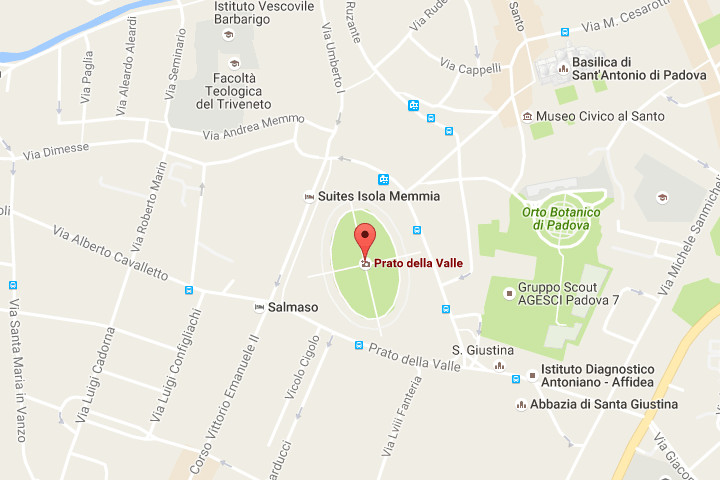 Istituto Vescovile
Barbarigo
Ruzante
Santo
Via M. Cesarotti
Via Paglia
Via Aleardo Aleardi
Via Seminario
Via Umberto I
Via Cappelli
Basilica di
Sant'Antonio di Padova
Facoltà
Teologica
del Triveneto
Museo Civico al Santo
Via Andrea Memmo
Via Dimesse
Via Roberto Marin
Suites Isola Memmia
Via Michele Sanmicheli
Orto Botanico
di Padova
oli
Via Alberto Cavalletto
Prato della Valle
Gruppo Scout
AGESCI Padova 7
Salmaso
Via Santa Maria in Vanzo
Via Luigi Cadorna
Via Luigi Configliachi
Corso Vittorio Emanuele II
Vicolo Cigolo
Prato della Valle
S. Giustina
Istituto Diagnostico
Antoniano - Affidea
Abbazia di Santa Giustina
Via Lviii Fanteria
arducci
Via Giacom